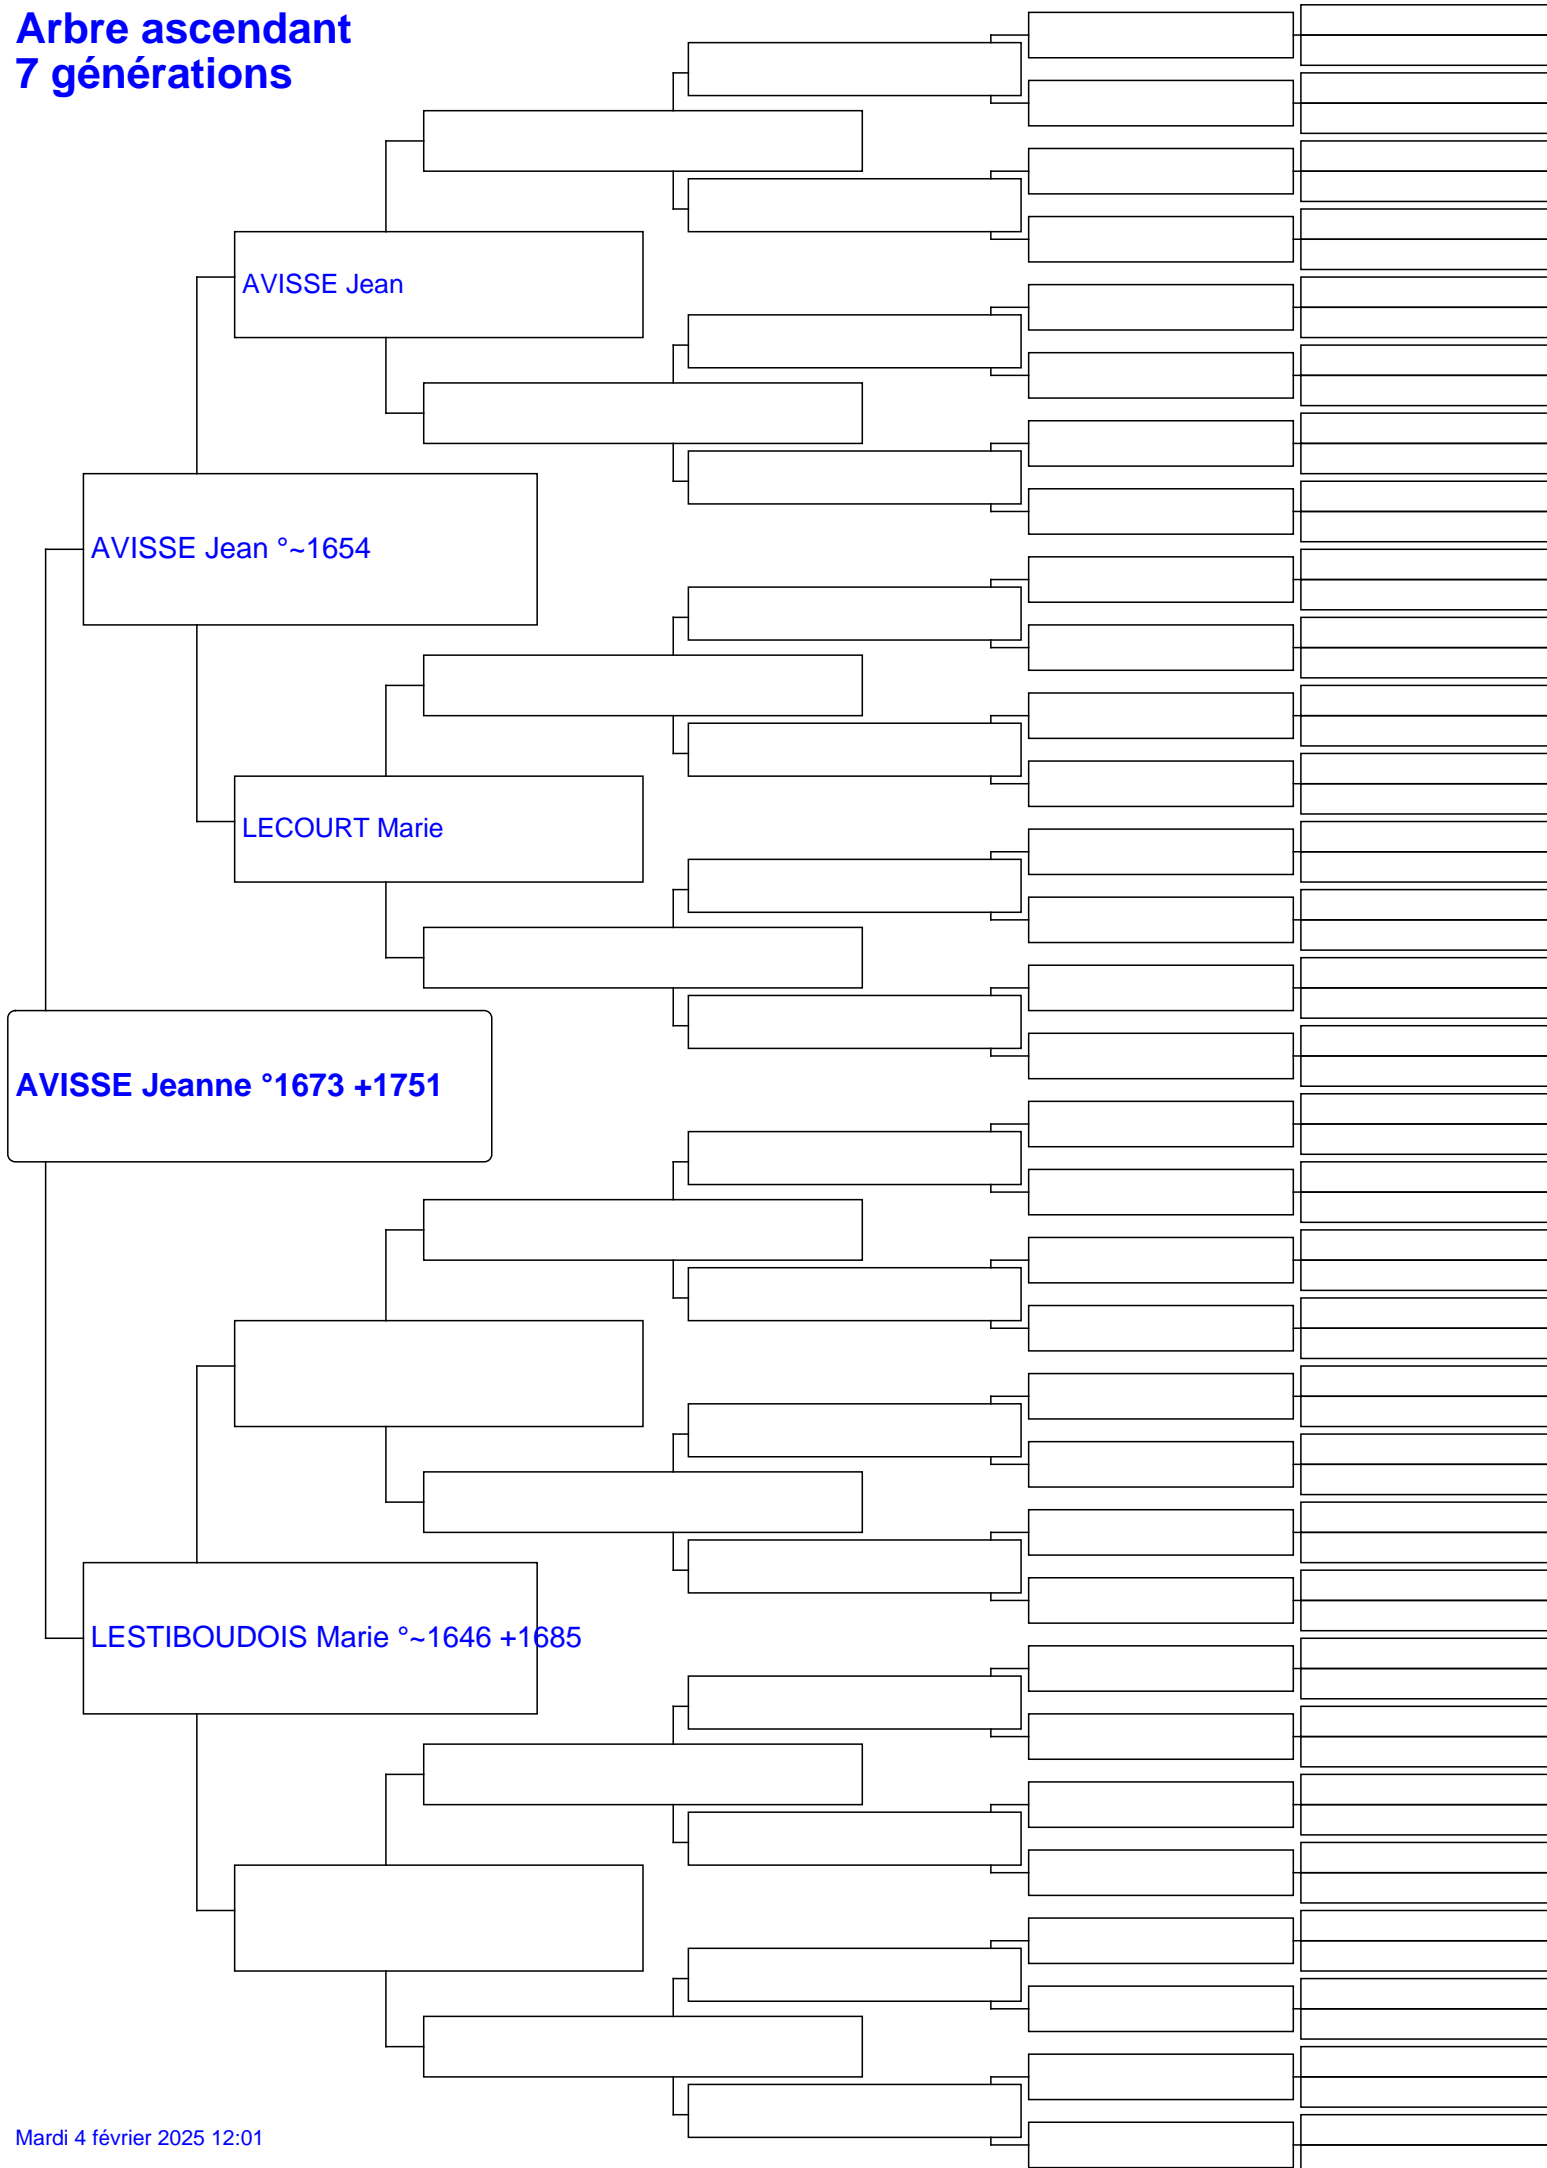 Arbre ascendant
7 générations
AVISSE Jean
AVISSE Jean °~1654
LECOURT Marie
AVISSE Jeanne °1673 +1751
LESTIBOUDOIS Marie °~1646 +1685
Mardi 4 février 2025 12:01